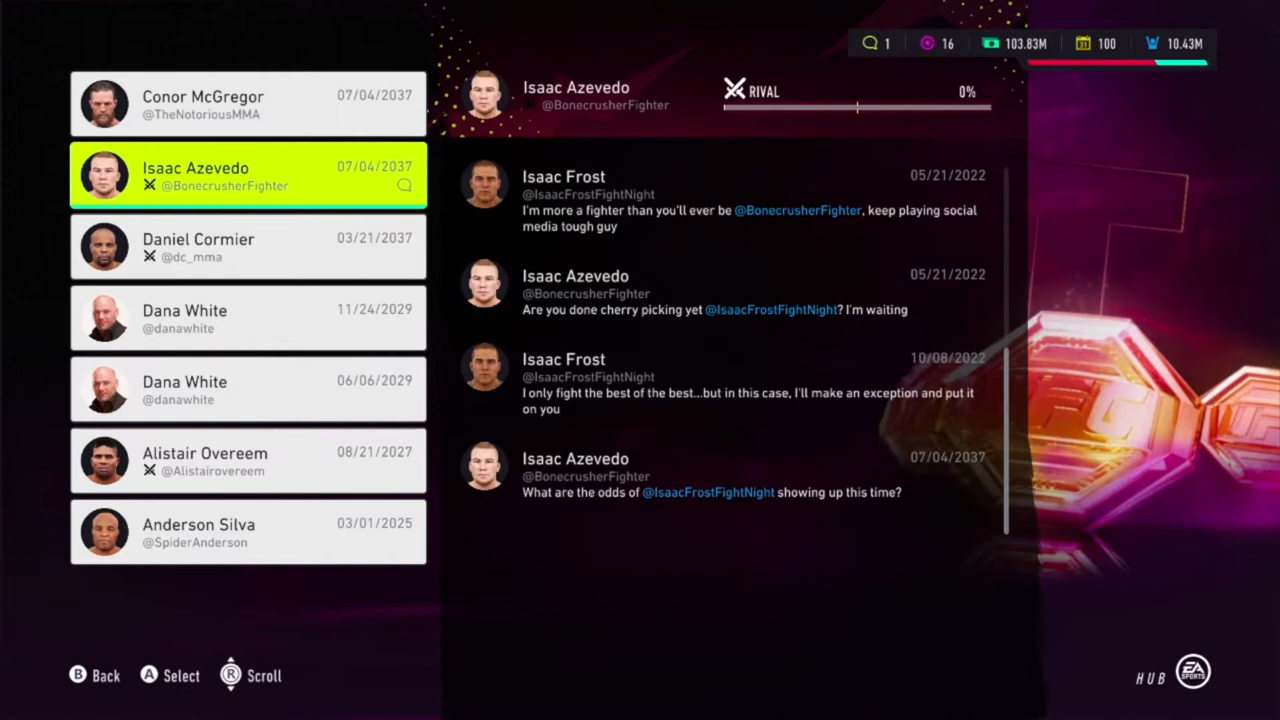 1 16 103.83M 31 100 10.43M
Conor McGregor 07/04/2037
@TheNotoriousMMA
Isaac Azevedo 07/04/2037
@BonecrusherFighter
Daniel Cormier 03/21/2037
@dc_mma
Dana White 11/24/2029
@danawhite
Dana White 06/06/2029
@danawhite
Alistair Overeem 08/21/2027
@Alistairovereem
Anderson Silva 03/01/2025
@SpiderAnderson
Isaac Azevedo
@BonecrusherFighter
RIVAL 0%
Isaac Frost 05/21/2022
@IsaacFrostFightNight
I'm more a fighter than you'll ever be @BonecrusherFighter, keep playing social
media tough guy
Isaac Azevedo 05/21/2022
@BonecrusherFighter
Are you done cherry picking yet @IsaacFrostFightNight? I'm waiting
Isaac Frost 10/08/2022
@IsaacFrostFightNight
I only fight the best of the best...but in this case, I'll make an exception and put it
on you
Isaac Azevedo 07/04/2037
@BonecrusherFighter
What are the odds of @IsaacFrostFightNight showing up this time?
B Back A Select R Scroll
HUB EA SPORTS